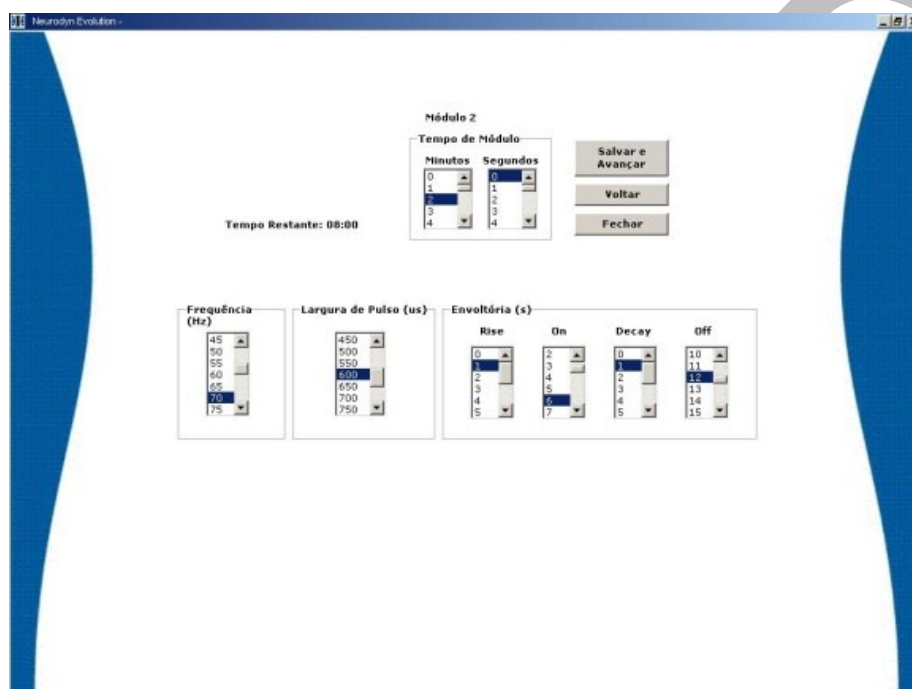 Neurodyn Evolution -
Módulo 2
Tempo de Módulo
Minutos Segundos
0 0
1 1
2 2
3 3
4 4
Salvar e
Avançar
Voltar
Fechar
Tempo Restante: 08:00
Frequência
(Hz)
45
50
55
60
65
70
75
Largura de Pulso (us)
450
500
550
600
650
700
750
Envoltória (s)
Rise On Decay Off
0 2 0 10
1 3 1 11
2 4 2 12
3 5 3 13
4 6 4 14
5 7 5 15